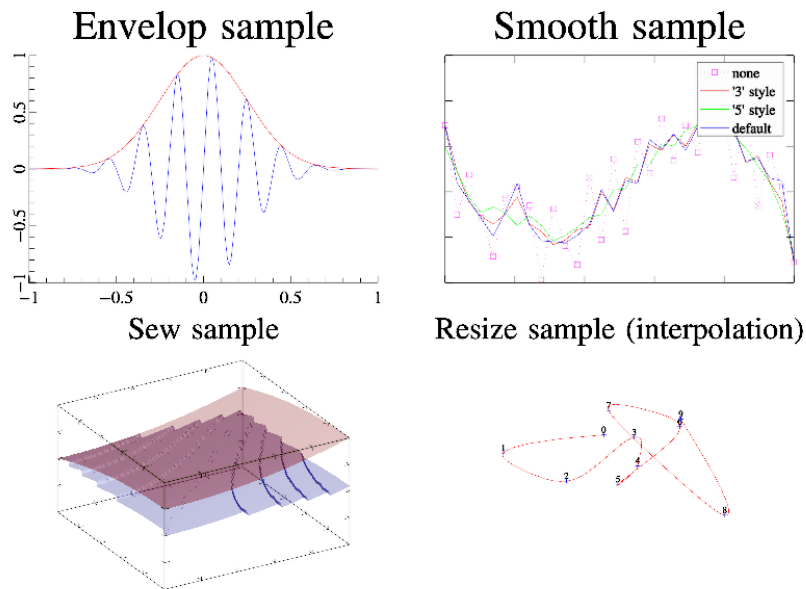 Envelop sample
Smooth sample
1
0.5
0
−0.5
−1
−1
−0.5
0
0.5
1
none
'3' style
'5' style
default
Sew sample
Resize sample (interpolation)
7
9
6
0
3
1
4
2
5
8